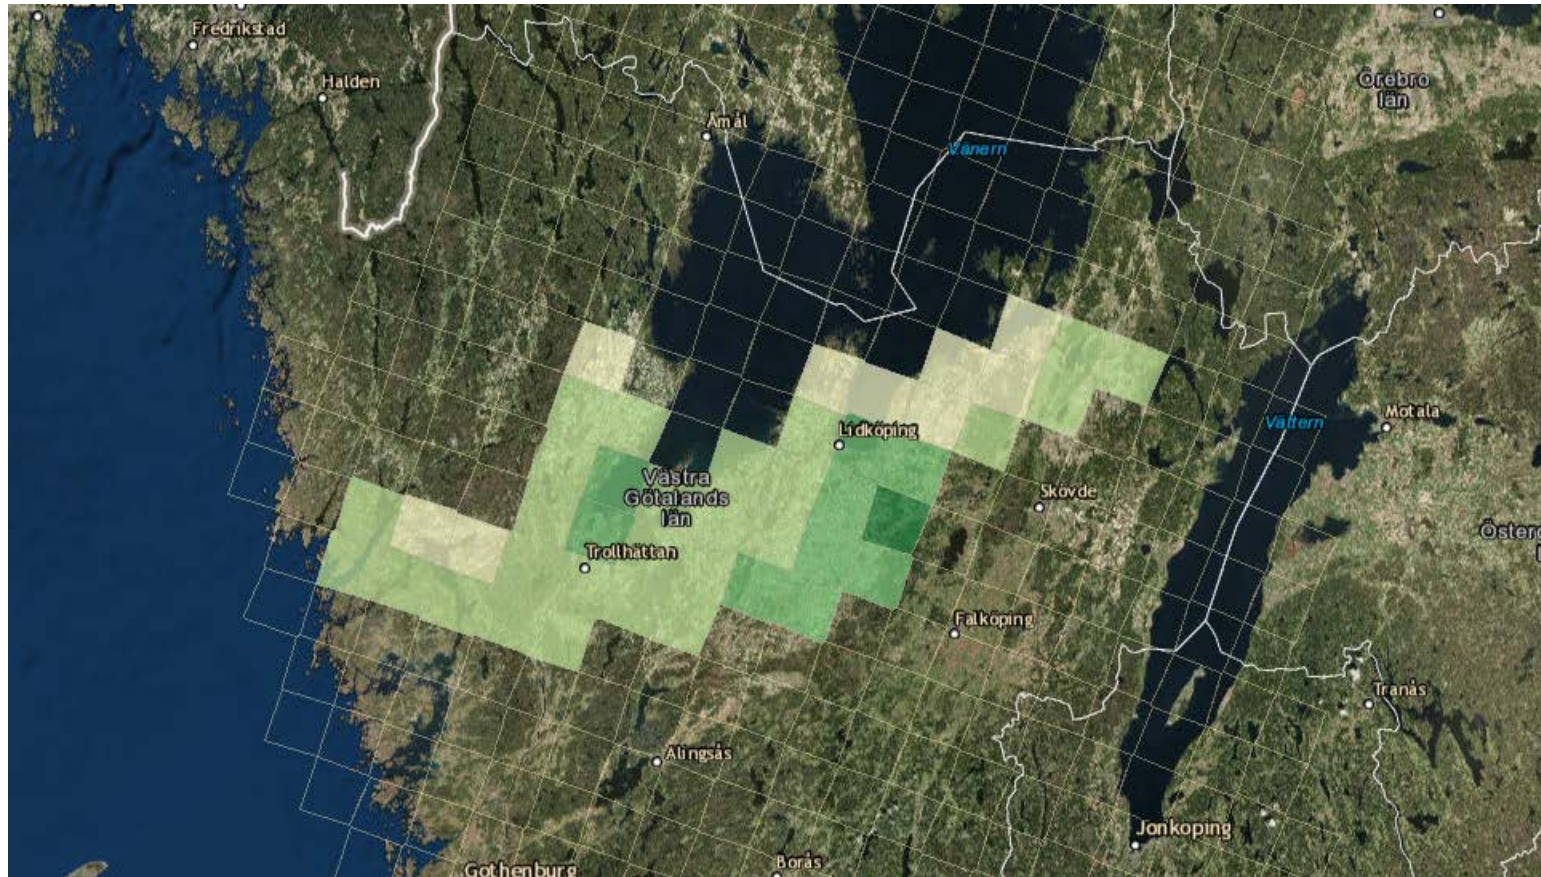 Fredrikstad
Halden
Åmål
Vänern
Örebro
län
Lidköping
Vättern
Motala
Västra
Götalands
län
Skövde
Trollhättan
Falköping
Tranås
Alingsås
Jonkoping
Borås
Gothenburg